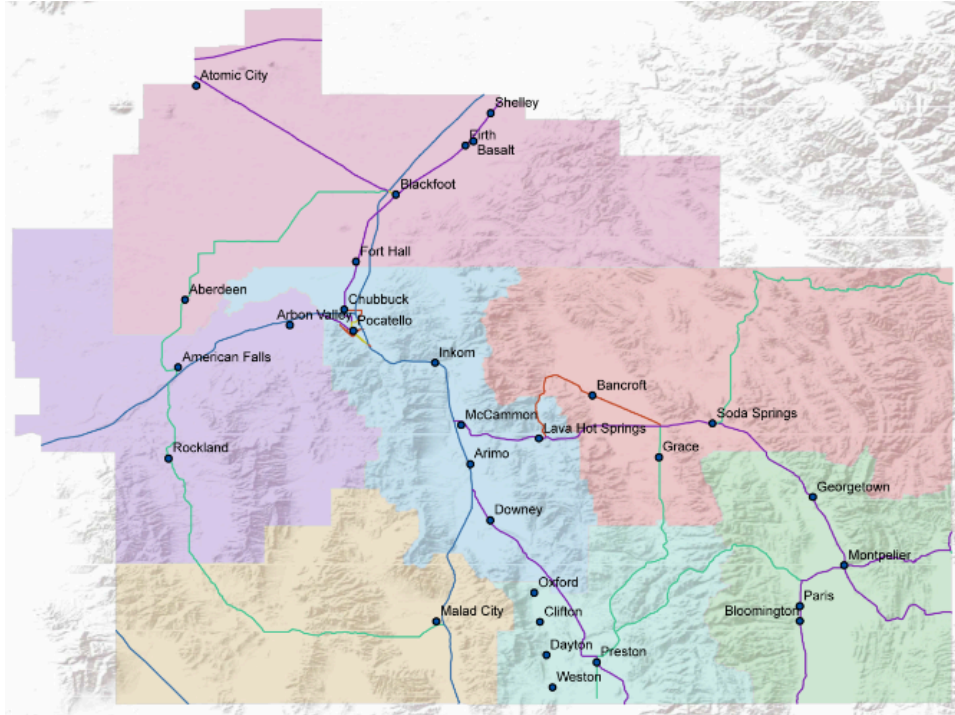 Atomic City
Shelley
Firth
Basalt
Blackfoot
Fort Hall
Aberdeen
Chubbuck
Arbon Valley
Pocatello
American Falls
Inkom
Bancroft
McCammon
Lava Hot Springs
Soda Springs
Rockland
Arimo
Grace
Georgetown
Downey
Montpelier
Oxford
Paris
Malad City
Clifton
Bloomington
Dayton
Preston
Weston